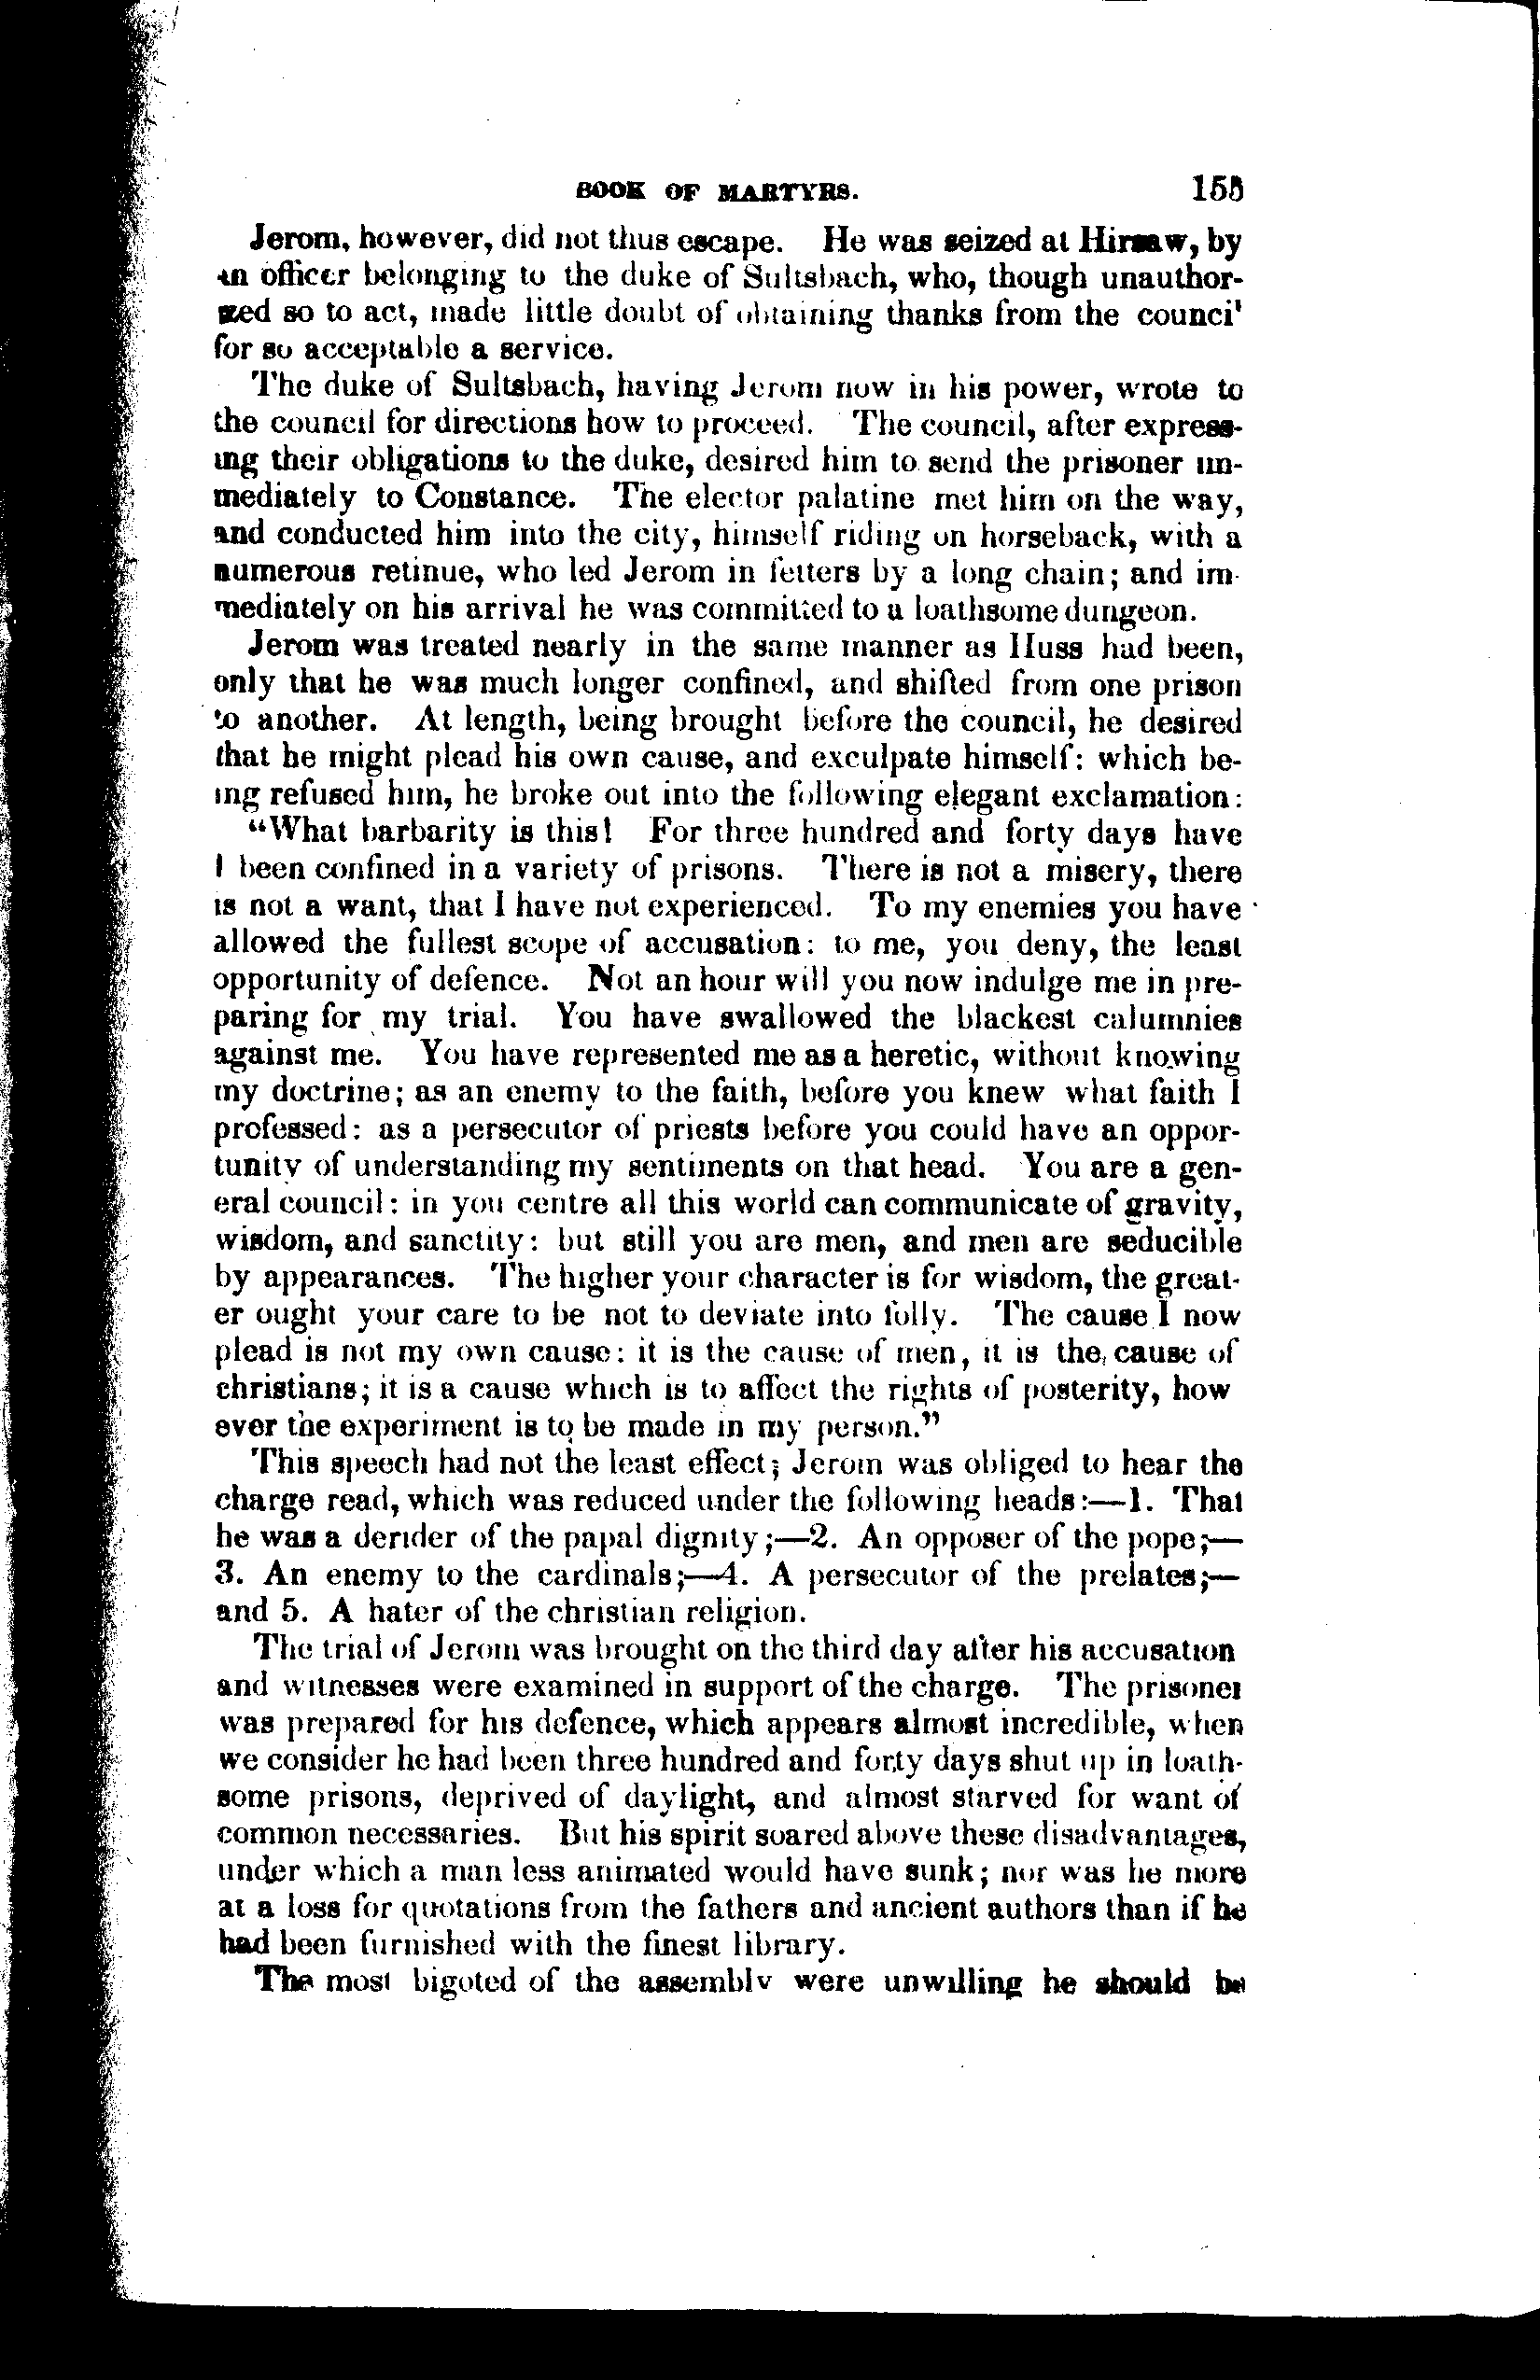 BOOK OF MARTYRS. 155
Jerom, however, did not thus escape. He was seized at Hirsaw, by
an officer belonging to the duke of Sultsbach, who, though unauthor-
ized so to act, made little doubt of obtaining thanks from the council
for so acceptable a service.
The duke of Sultsbach, having Jerom now in his power, wrote to
the council for directions how to proceed. The council, after express-
ing their obligations to the duke, desired him to send the prisoner im-
mediately to Constance. The elector palatine met him on the way,
and conducted him into the city, himself riding on horseback, with a
numerous retinue, who led Jerom in fetters by a long chain; and im-
mediately on his arrival he was committed to a loathsome dungeon.
Jerom was treated nearly in the same manner as Huss had been,
only that he was much longer confined, and shifted from one prison
to another. At length, being brought before the council, he desired
that he might plead his own cause, and exculpate himself: which be-
ing refused him, he broke out into the following elegant exclamation:
"What barbarity is this! For three hundred and forty days have
I been confined in a variety of prisons. There is not a misery, there
is not a want, that I have not experienced. To my enemies you have
allowed the fullest scope of accusation: to me, you deny, the least
opportunity of defence. Not an hour will you now indulge me in pre-
paring for my trial. You have swallowed the blackest calumnies
against me. You have represented me as a heretic, without knowing
my doctrine; as an enemy to the faith, before you knew what faith I
professed: as a persecutor of priests before you could have an oppor-
tunity of understanding my sentiments on that head. You are a gen-
eral council: in you centre all this world can communicate of gravity,
wisdom, and sanctity: but still you are men, and men are seducible
by appearances. The higher your character is for wisdom, the great-
er ought your care to be not to deviate into folly. The cause I now
plead is not my own cause: it is the cause of men, it is the cause of
christians; it is a cause which is to affect the rights of posterity, how
ever the experiment is to be made in my person."
This speech had not the least effect; Jerom was obliged to hear the
charge read, which was reduced under the following heads:—1. That
he was a derider of the papal dignity;—2. An opposer of the pope;—
3. An enemy to the cardinals;—4. A persecutor of the prelates;—
and 5. A hater of the christian religion.
The trial of Jerom was brought on the third day after his accusation
and witnesses were examined in support of the charge. The prisoner
was prepared for his defence, which appears almost incredible, when
we consider he had been three hundred and forty days shut up in loath-
some prisons, deprived of daylight, and almost starved for want of
common necessaries. But his spirit soared above these disadvantages,
under which a man less animated would have sunk; nor was he more
at a loss for quotations from the fathers and ancient authors than if he
had been furnished with the finest library.
The most bigoted of the assembly were unwilling he should be